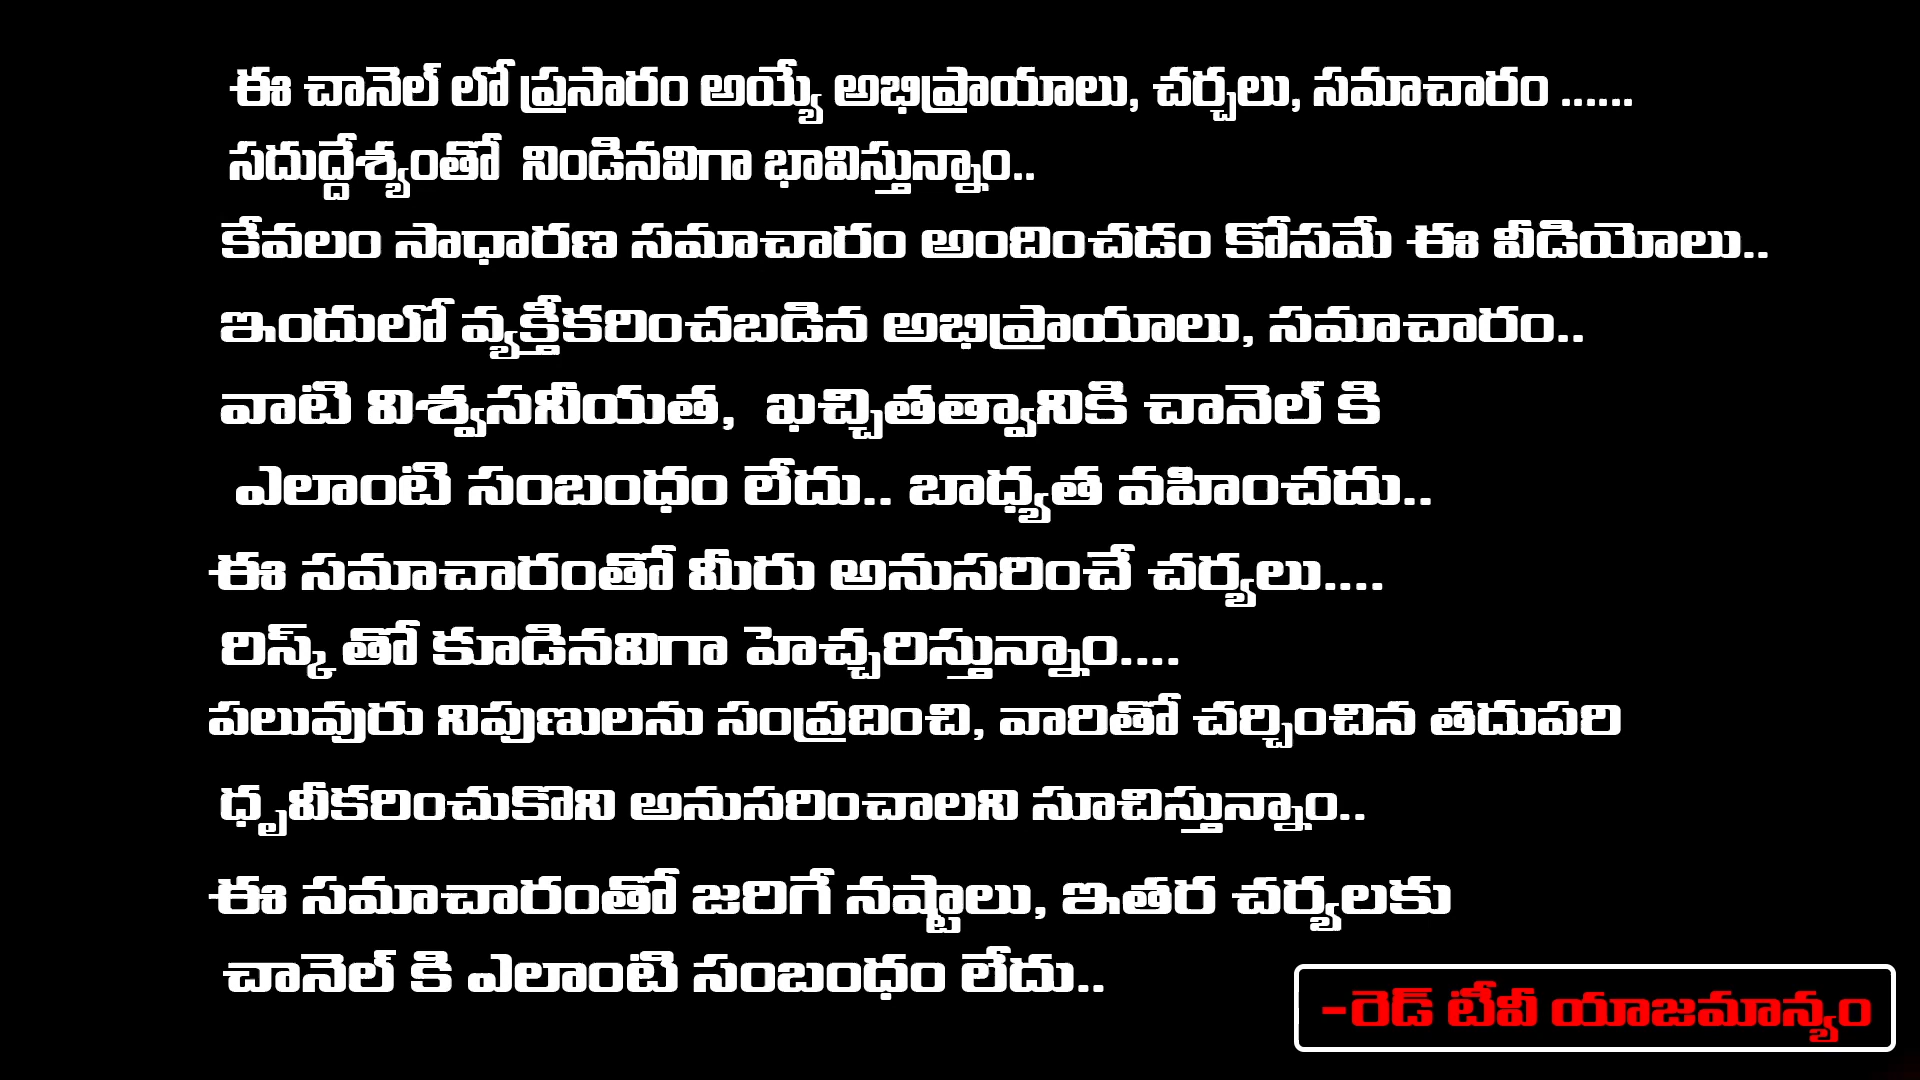 ఈ చానెల్ లో ప్రసారం అయ్యే అభిప్రాయాలు, చర్చలు, సమాచారం ......
సదుద్దేశ్యంతో నిండినవిగా భావిస్తున్నాం..
కేవలం సాధారణ సమాచారం అందించడం కోసమే ఈ వీడియోలు..
ఇందులో వ్యక్తీకరించబడిన అభిప్రాయాలు, సమాచారం..
వాటి విశ్వసనీయత, ఖచ్చితత్వానికి చానెల్ కి
ఎలాంటి సంబంధం లేదు.. బాధ్యత వహించదు..
ఈ సమాచారంతో మీరు అనుసరించే చర్యలు....
రిస్క్ తో కూడినవిగా హెచ్చరిస్తున్నాం....
పలువురు నిపుణులను సంప్రదించి, వారితో చర్చించిన తదుపరి
ధృవీకరించుకొని అనుసరించాలని సూచిస్తున్నాం..
ఈ సమాచారంతో జరిగే నష్టాలు, ఇతర చర్యలకు
చానెల్ కి ఎలాంటి సంబంధం లేదు..
-రెడ్ టీవీ యాజమాన్యం